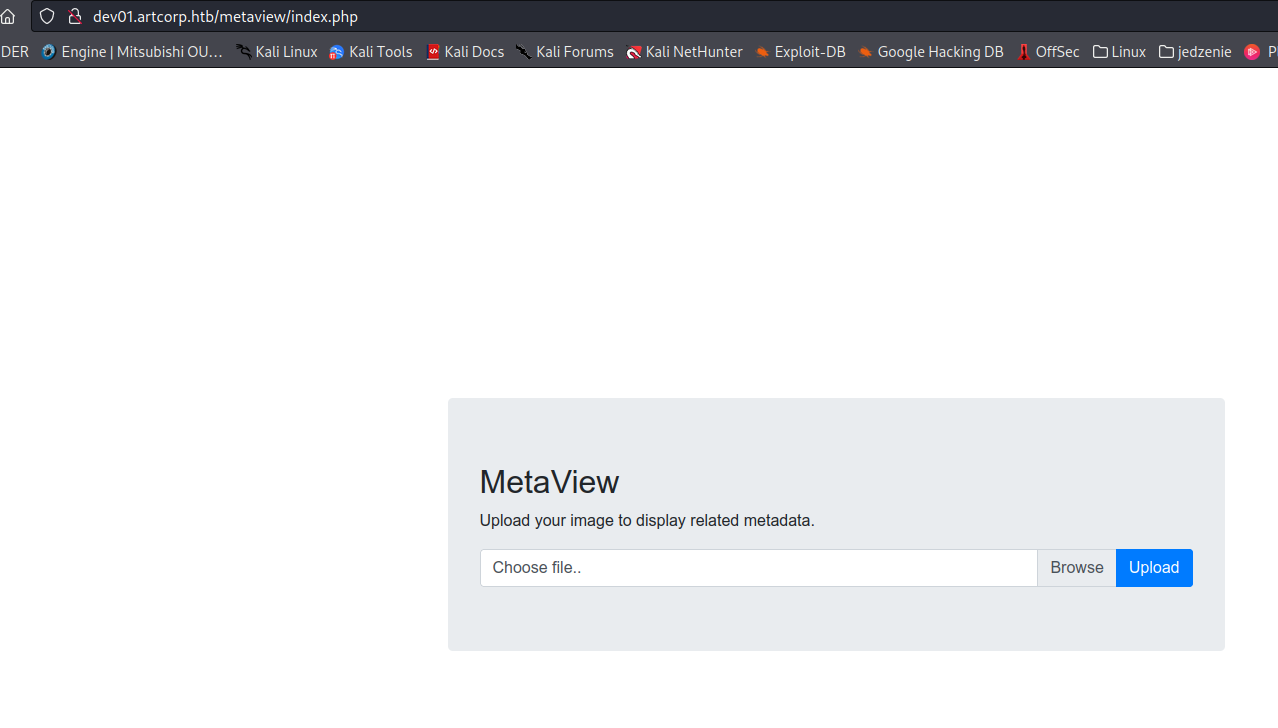 dev01.artcorp.htb/metaview/index.php
DER Engine | Mitsubishi OU… Kali Linux Kali Tools Kali Docs Kali Forums Kali NetHunter Exploit-DB Google Hacking DB OffSec Linux jedzenie P
MetaView
Upload your image to display related metadata.
Choose file.. Browse Upload